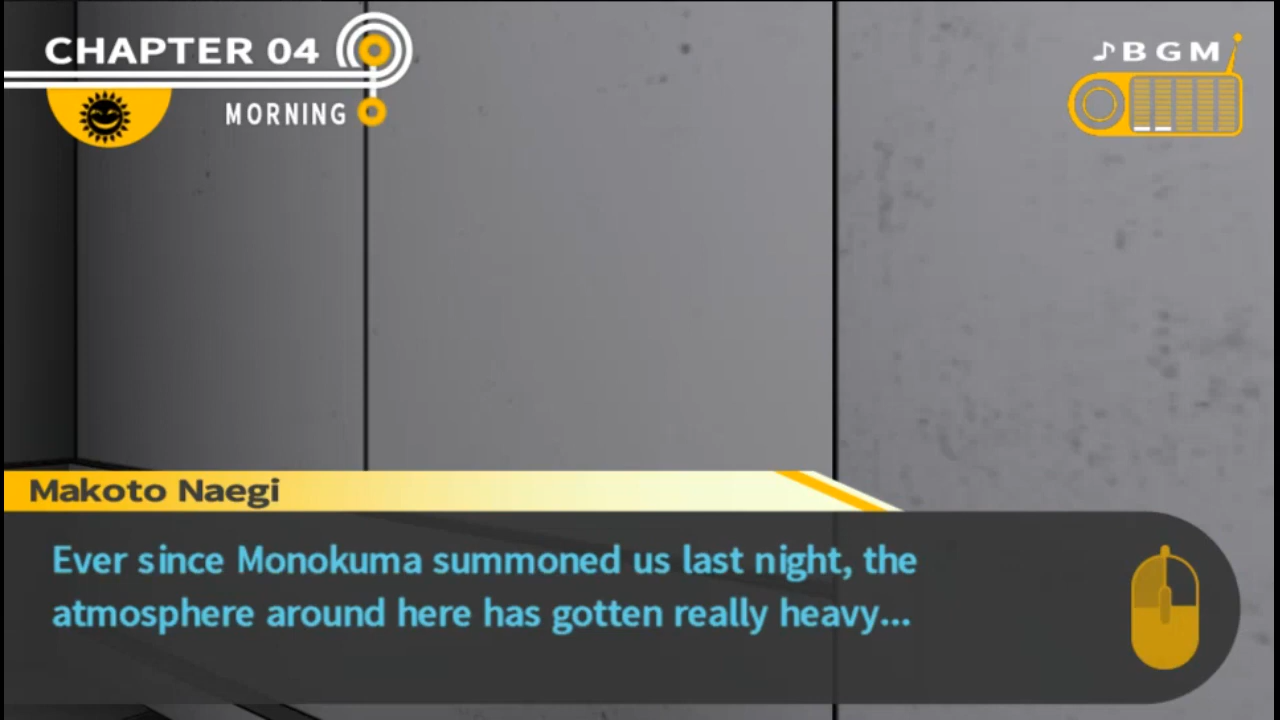 CHAPTER 04
♪BGM
MORNING
Makoto Naegi
Ever since Monokuma summoned us last night, the
atmosphere around here has gotten really heavy...